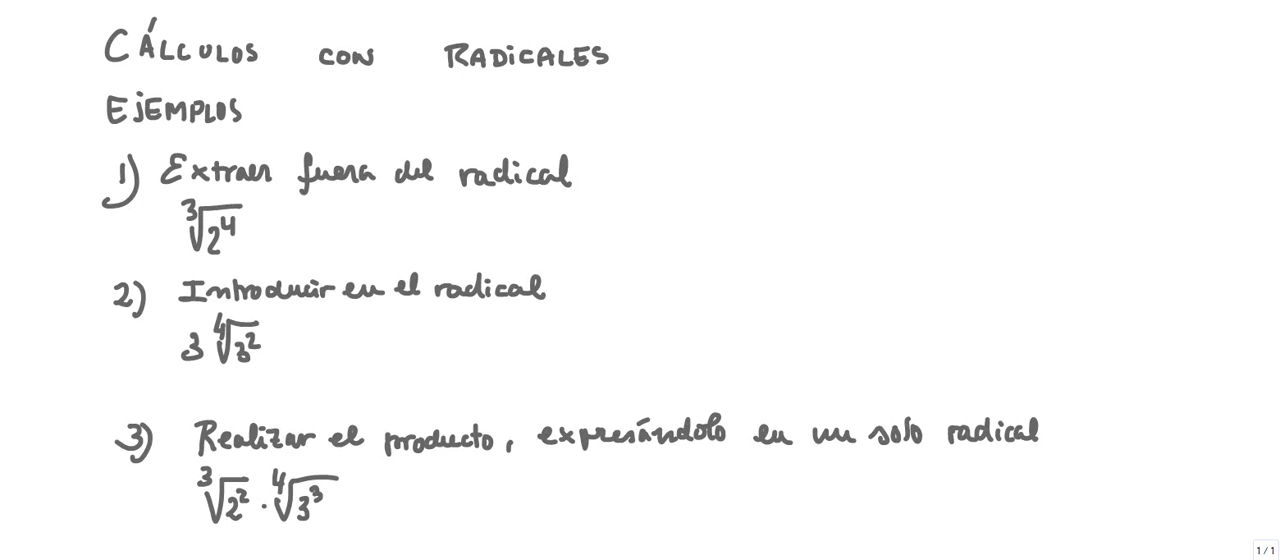 CÁLCULOS CON RADICALES
EJEMPLOS
1) Extraer fuera del radical
∛2⁴
2) Introducir en el radical
3 ∜3²
3) Realizar el producto, expresándolo en un solo radical
∛2² · ∜3³
1 / 1